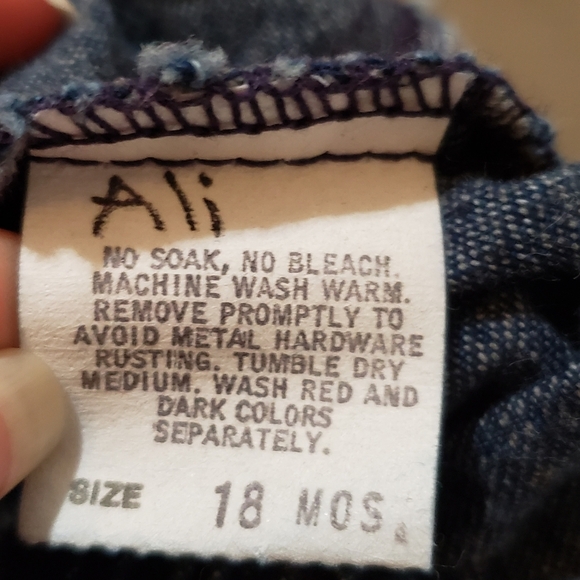 Ali
NO SOAK, NO BLEACH.
MACHINE WASH WARM.
REMOVE PROMPTLY TO
AVOID METAL HARDWARE
RUSTING. TUMBLE DRY
MEDIUM. WASH RED AND
DARK COLORS
SEPARATELY.
SIZE 18 MOS.